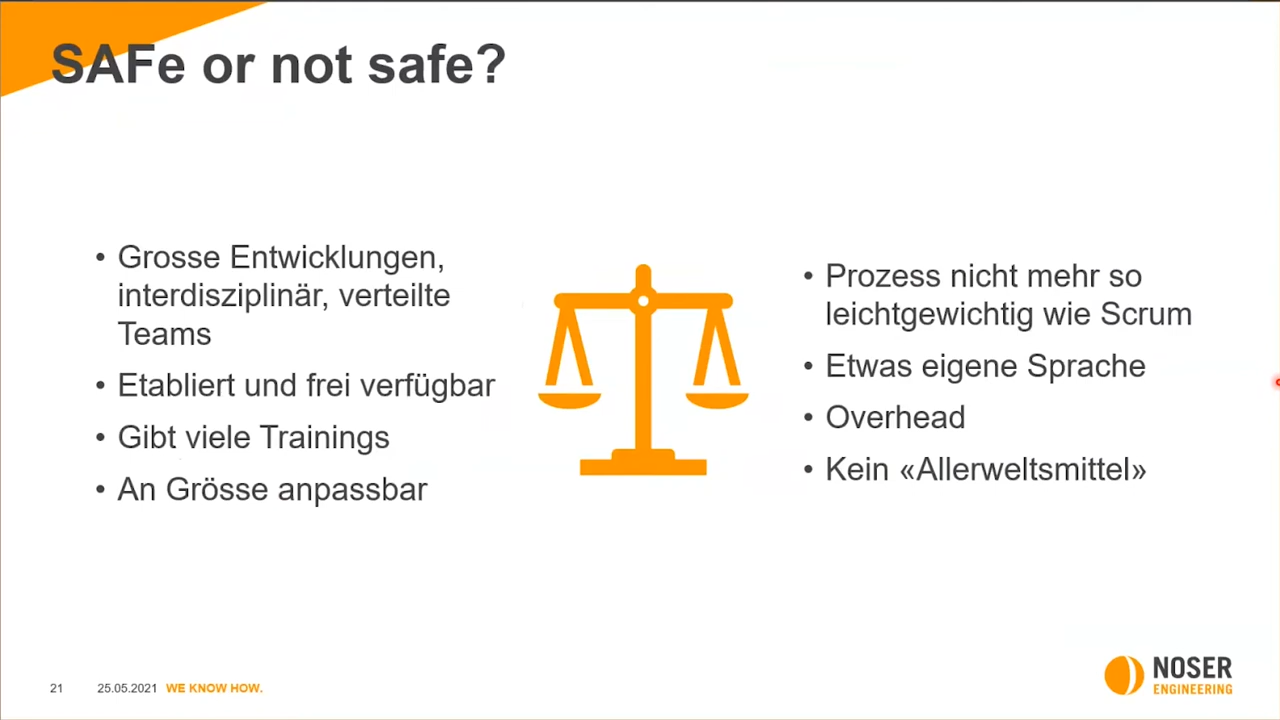 SAFe or not safe?
• Grosse Entwicklungen,
interdisziplinär, verteilte
Teams
• Etabliert und frei verfügbar
• Gibt viele Trainings
• An Grösse anpassbar
• Prozess nicht mehr so
leichtgewichtig wie Scrum
• Etwas eigene Sprache
• Overhead
• Kein «Allerweltsmittel»
21 25.05.2021 WE KNOW HOW.
NOSER
ENGINEERING